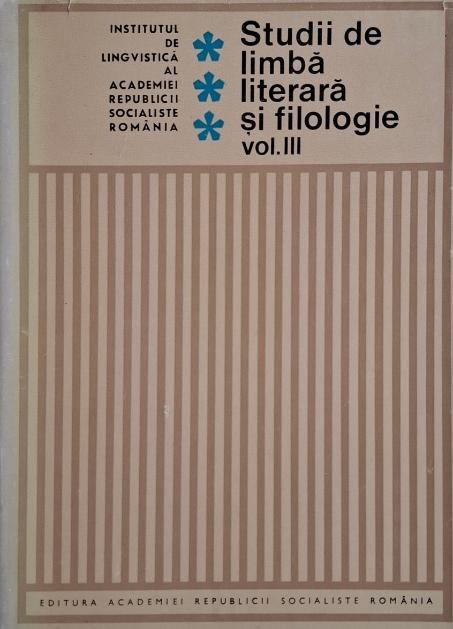 INSTITUTUL
DE
LINGVISTICĂ
AL
ACADEMIEI
REPUBLICII
SOCIALISTE
ROMÂNIA
Studii de
limbă
literară
și filologie
vol. III
EDITURA ACADEMIEI REPUBLICII SOCIALISTE ROMÂNIA